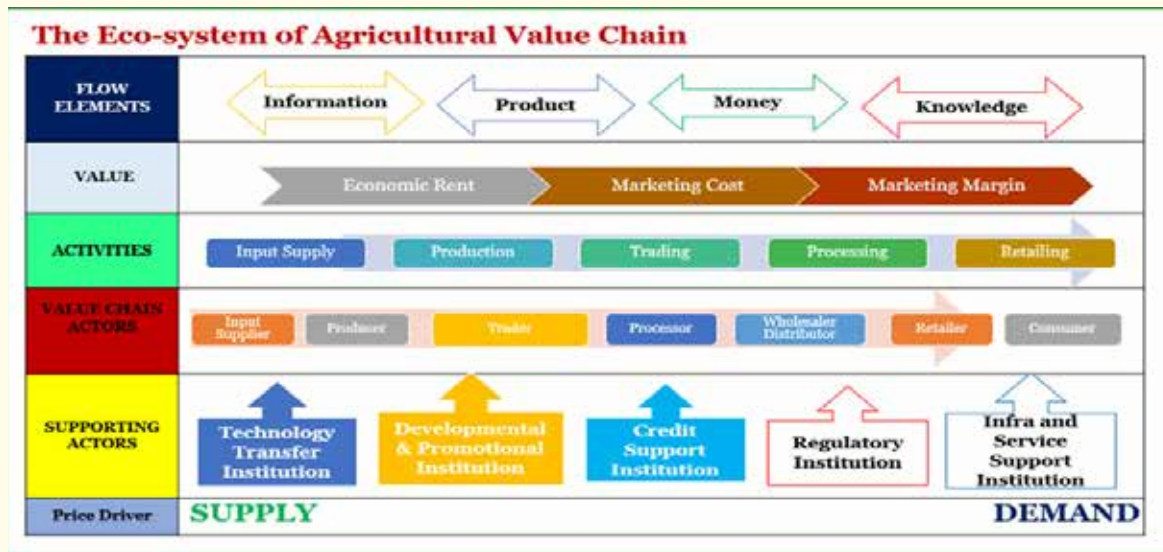 The Eco-system of Agricultural Value Chain
FLOW
ELEMENTS
Information
Product
Money
Knowledge
VALUE
Economic Rent
Marketing Cost
Marketing Margin
ACTIVITIES
Input Supply
Production
Trading
Processing
Retailing
VALUE CHAIN
ACTORS
Input
Supplier
Producer
Trader
Processor
Wholesaler
Distributor
Retailer
Consumer
SUPPORTING
ACTORS
Technology
Transfer
Institution
Developmental
& Promotional
Institution
Credit
Support
Institution
Regulatory
Institution
Infra and
Service
Support
Institution
Price Driver
SUPPLY
DEMAND